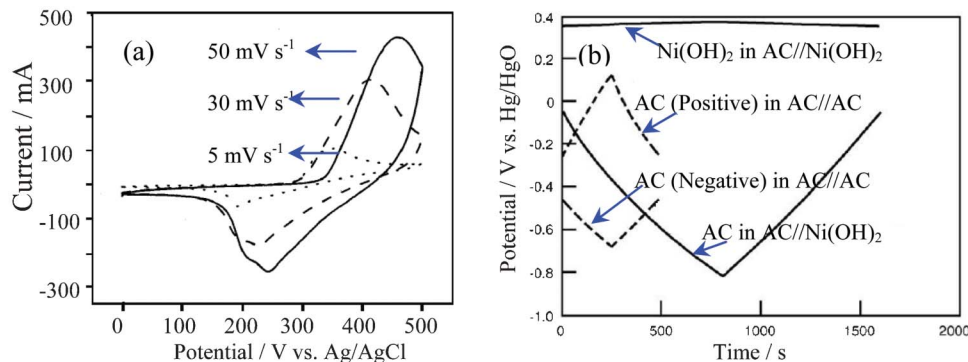 500
300
100
-100
-300
Current / mA
(a)
50 mV s⁻¹
30 mV s⁻¹
5 mV s⁻¹
0
100
200
300
400
500
Potential / V vs. Ag/AgCl
0.4
0.2
0
-0.2
-0.4
-0.6
-0.8
-1.0
Potential / V vs. Hg/HgO
(b)
Ni(OH)₂ in AC//Ni(OH)₂
AC (Positive) in AC//AC
AC (Negative) in AC//AC
AC in AC//Ni(OH)₂
0
500
1000
1500
2000
Time / s